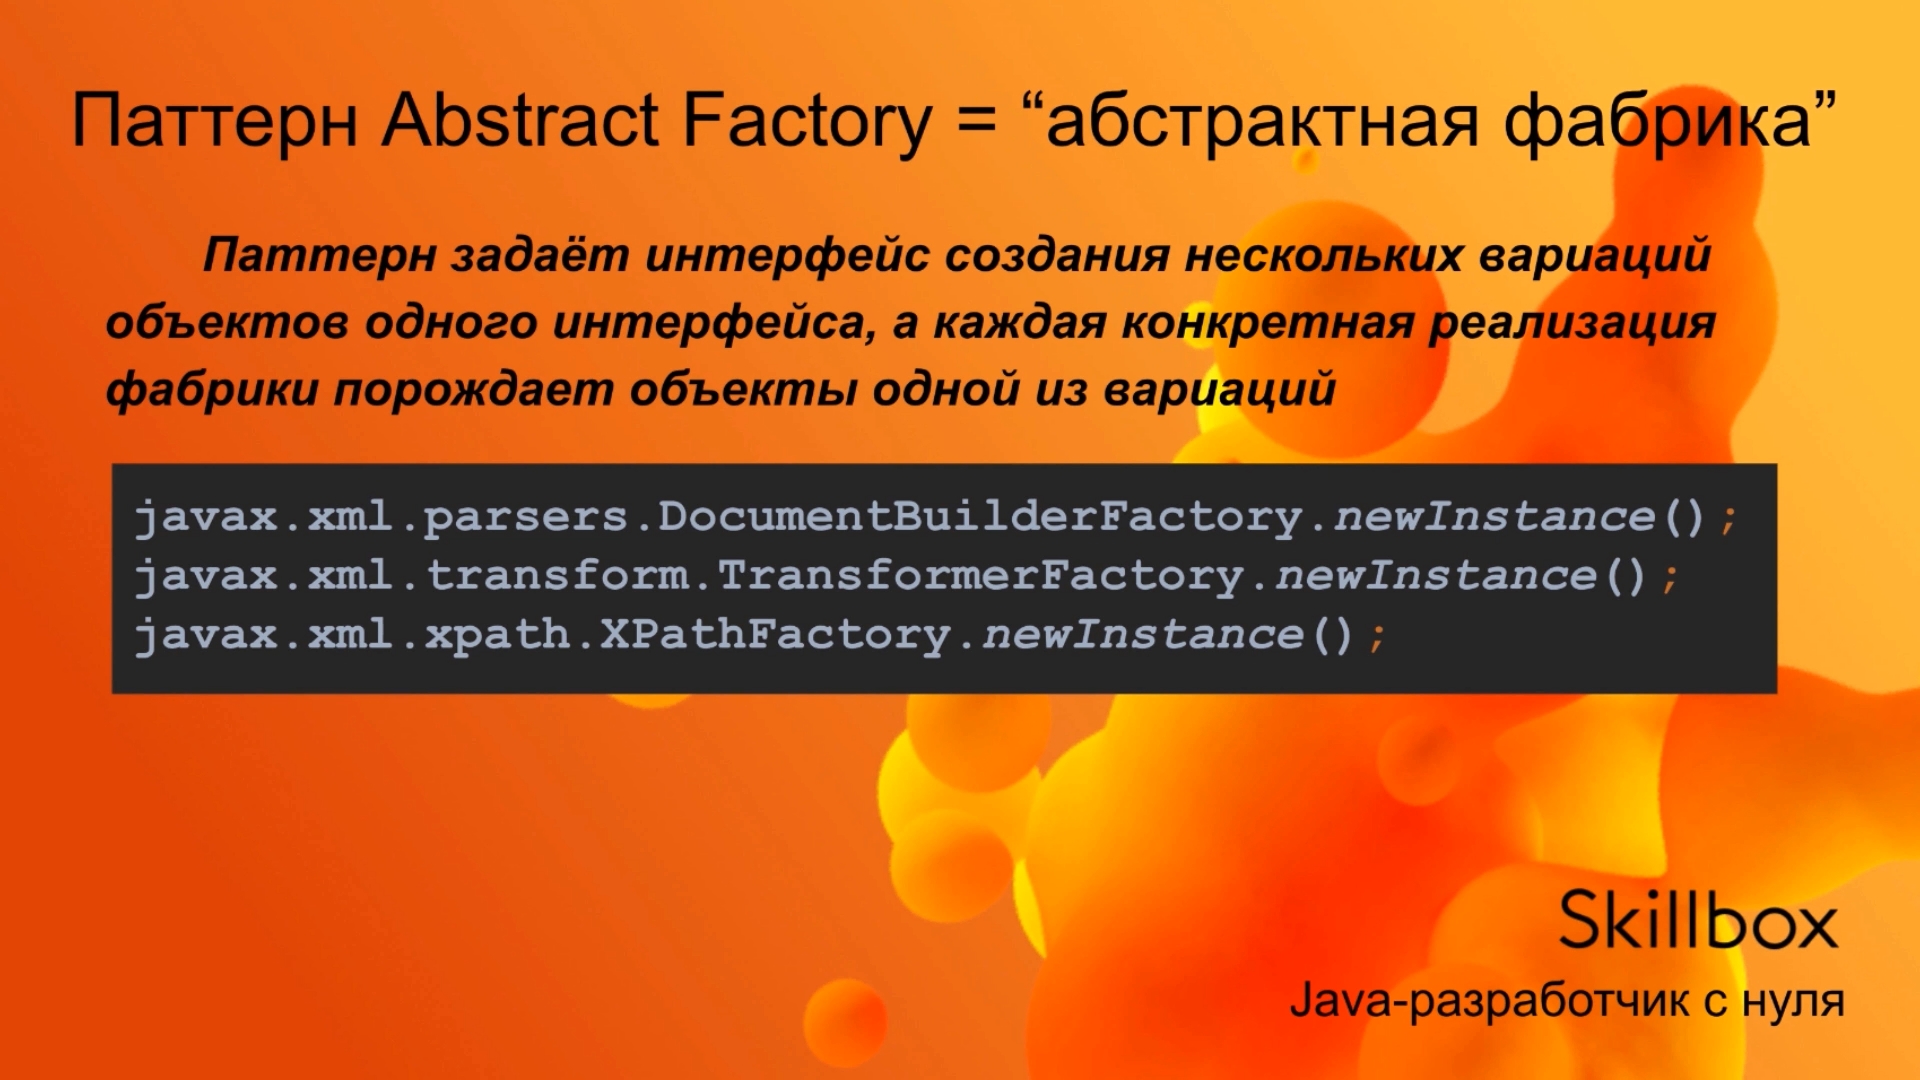 Паттерн Abstract Factory = “абстрактная фабрика”
Паттерн задаёт интерфейс создания нескольких вариаций
объектов одного интерфейса, а каждая конкретная реализация
фабрики порождает объекты одной из вариаций
javax.xml.parsers.DocumentBuilderFactory.newInstance();
javax.xml.transform.TransformerFactory.newInstance();
javax.xml.xpath.XPathFactory.newInstance();
Skillbox
Java-разработчик с нуля